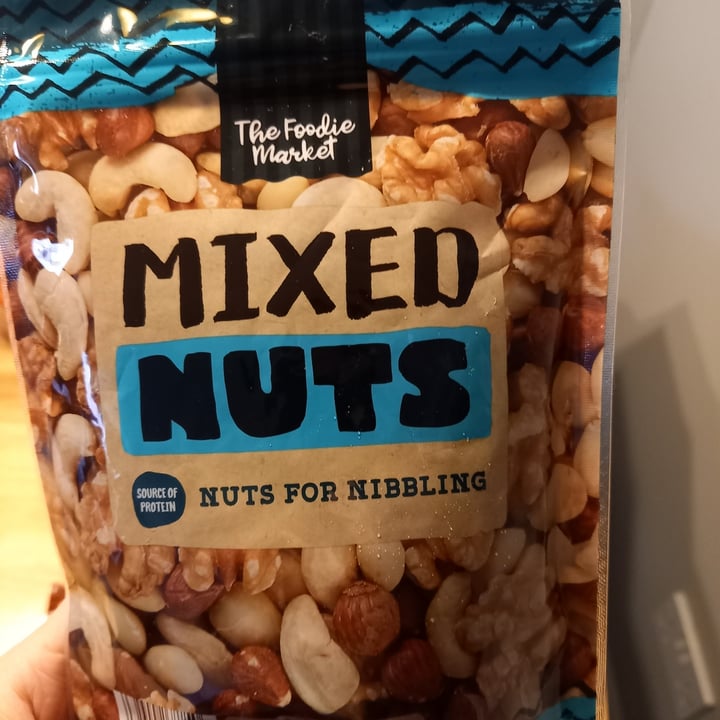 The Foodie
Market
MIXED
NUTS
SOURCE OF
PROTEIN
NUTS FOR NIBBLING